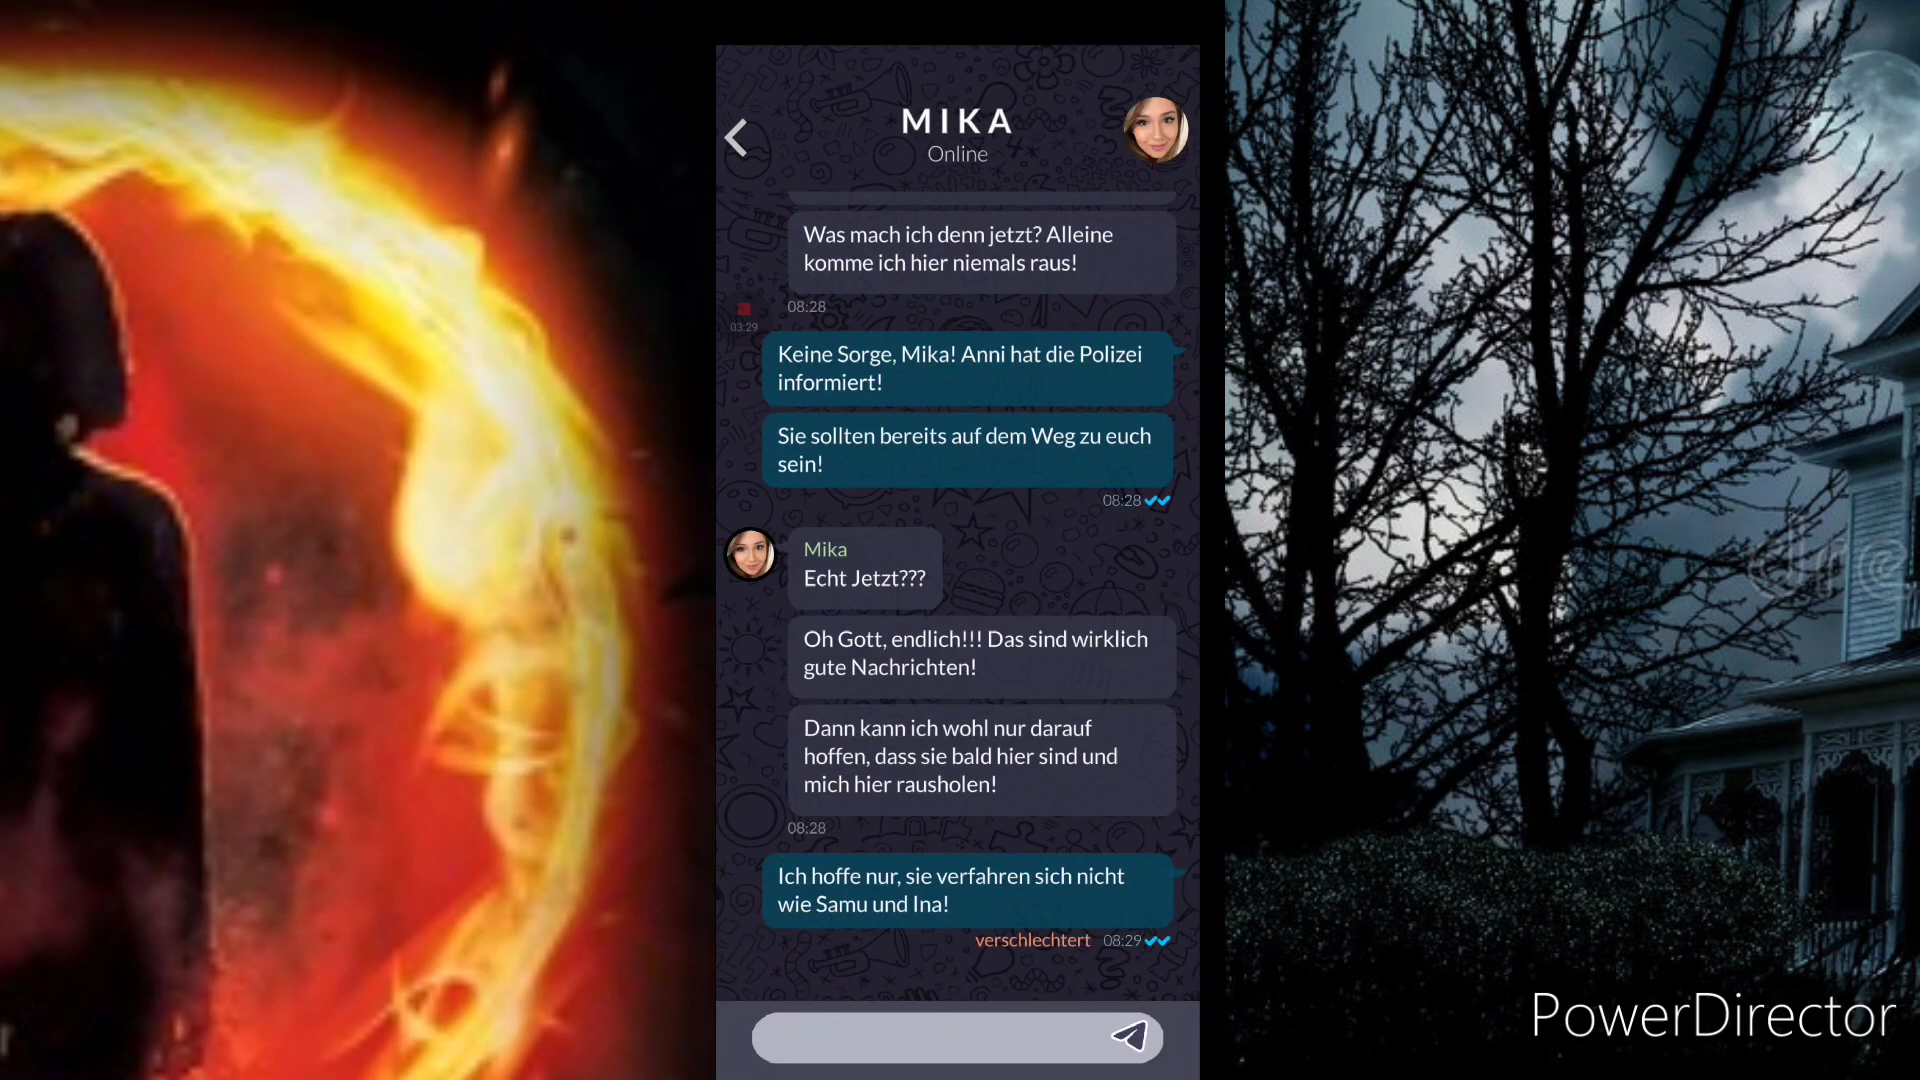 MIKA
Online
Was mach ich denn jetzt? Alleine
komme ich hier niemals raus!
08:28
03:29
Keine Sorge, Mika! Anni hat die Polizei
informiert!
Sie sollten bereits auf dem Weg zu euch
sein!
08:28
Mika
Echt Jetzt???
Oh Gott, endlich!!! Das sind wirklich
gute Nachrichten!
Dann kann ich wohl nur darauf
hoffen, dass sie bald hier sind und
mich hier rausholen!
08:28
Ich hoffe nur, sie verfahren sich nicht
wie Samu und Ina!
verschlechtert 08:29
PowerDirector